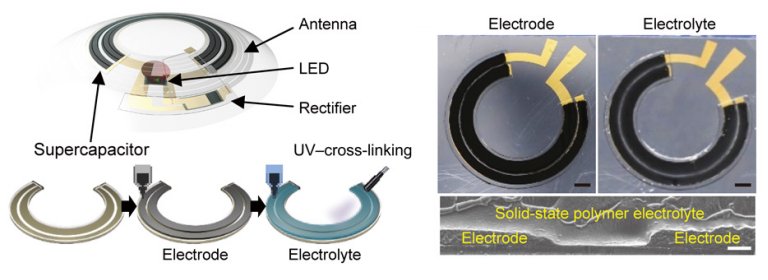 Antenna
LED
Rectifier
Supercapacitor
UV–cross-linking
Electrode
Electrolyte
Electrode
Electrolyte
Solid-state polymer electrolyte
Electrode
Electrode